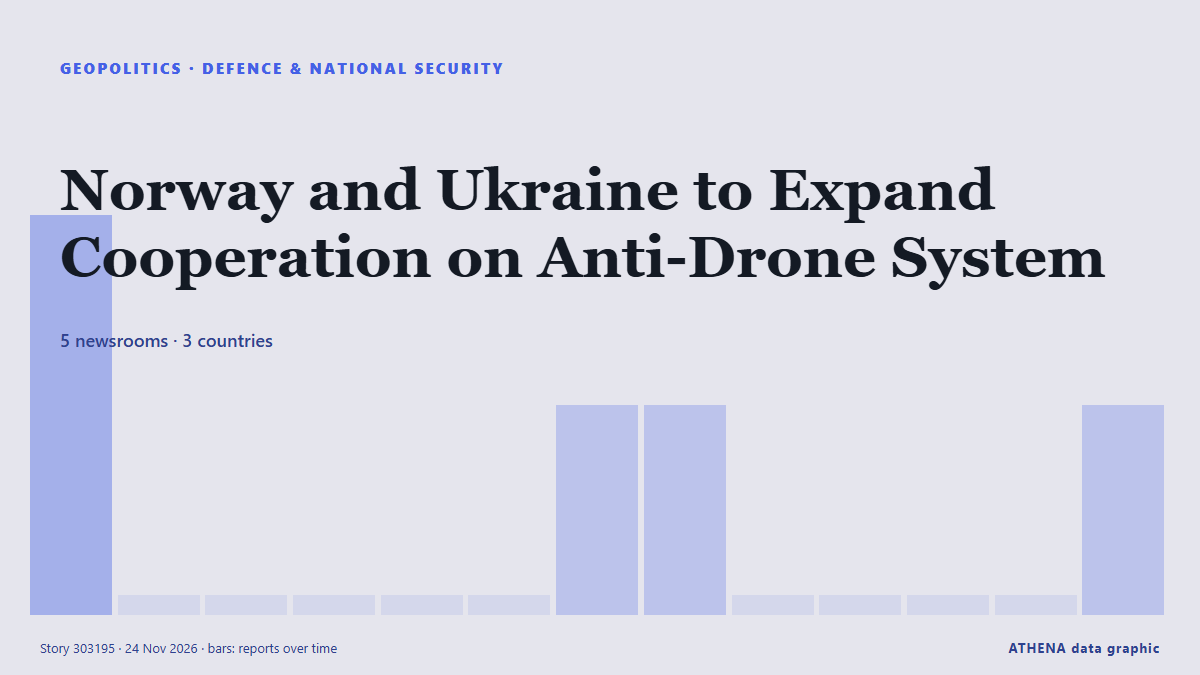 GEOPOLITICS · DEFENCE & NATIONAL SECURITY
Norway and Ukraine to Expand
Cooperation on Anti-Drone System
5 newsrooms · 3 countries
Story 303195 · 24 Nov 2026 · bars: reports over time
ATHENA data graphic